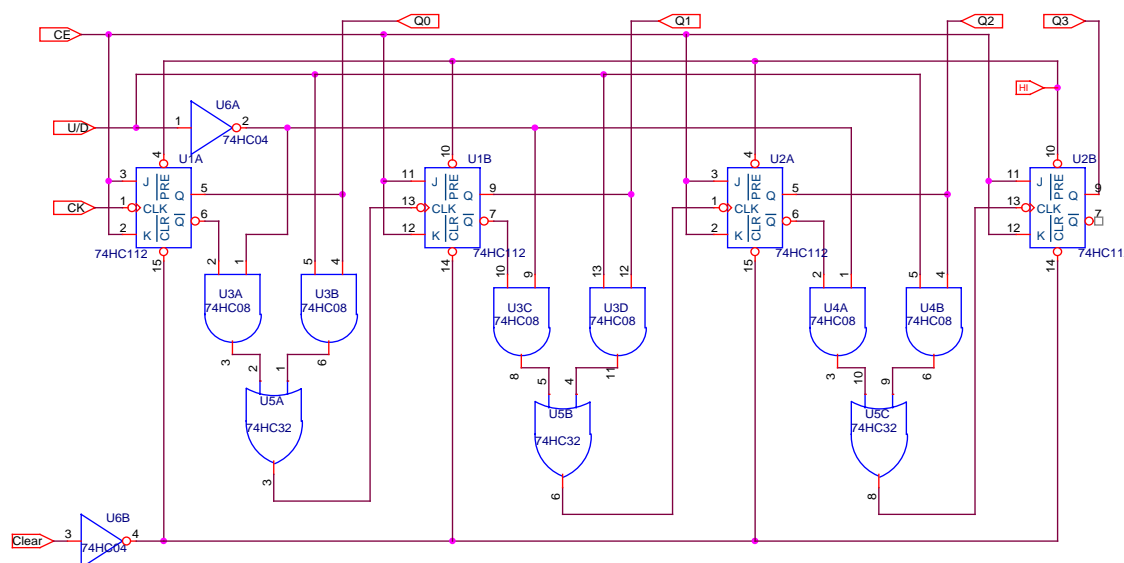 Q0 Q1 Q2 Q3
CE
HI
U6A
1 2
74HC04
U/D
4 10 4 10
U1A U1B U2A U2B
3 J PRE Q 5
11 J PRE Q 9
3 J PRE Q 5
11 J PRE Q 9
CK
1 CLK Q 6
13 CLK Q 7
1 CLK Q 6
13 CLK Q 7
2 K CLR
12 K CLR
2 K CLR
12 K CLR
74HC112 74HC112 74HC112 74HC11
15 14 15 14
2 1 5 4 10 9 13 12 2 1 5 4
U3A U3B U3C U3D U4A U4B
74HC08 74HC08 74HC08 74HC08 74HC08 74HC08
3 6 8 11 3 6
2 1 5 4 10 9
U5A U5B U5C
74HC32 74HC32 74HC32
3 6 8
U6B
Clear 3 4
74HC04